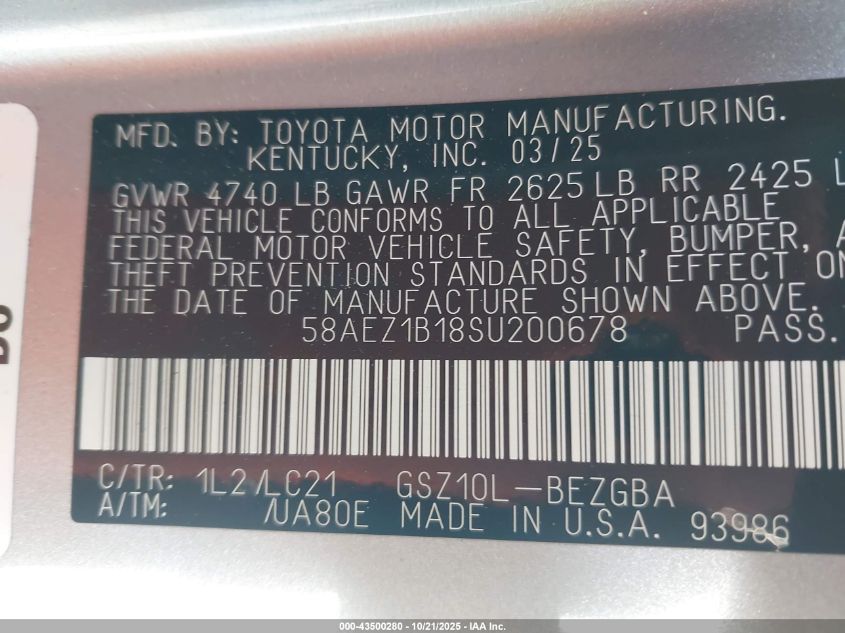 MFD. BY: TOYOTA MOTOR MANUFACTURING.
KENTUCKY, INC. 03/25
GVWR 4740 LB GAWR FR 2625 LB RR 2425 L
THIS VEHICLE CONFORMS TO ALL APPLICABLE
FEDERAL MOTOR VEHICLE SAFETY, BUMPER, A
THEFT PREVENTION STANDARDS IN EFFECT ON
THE DATE OF MANUFACTURE SHOWN ABOVE.
58AEZ1B18SU200678 PASS.
C/TR: 1L2/LC21 GSZ10L-BEZGBA
A/TM: /UA80E MADE IN U.S.A. 93986
000-43500280 - 10/21/2025 - IAA Inc.